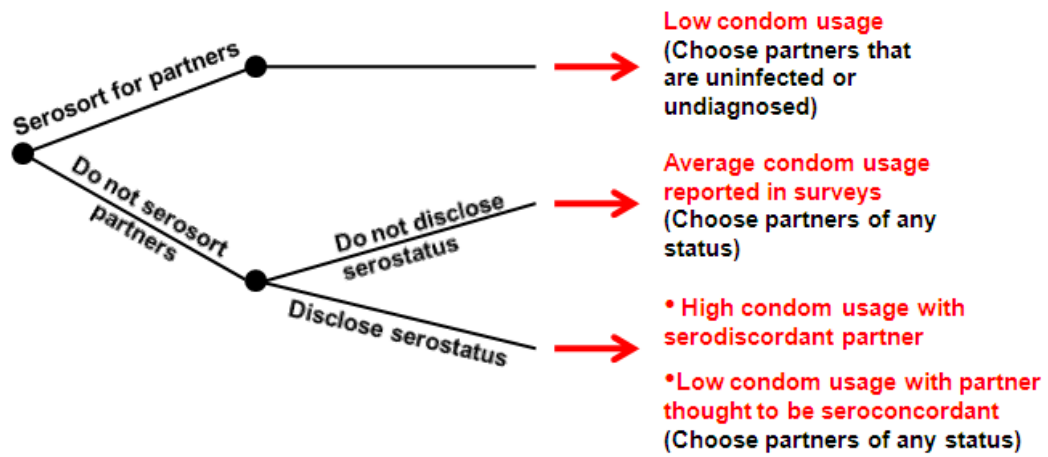 Serosort for partners
Low condom usage
(Choose partners that
are uninfected or
undiagnosed)
Do not serosort
partners
Do not disclose
serostatus
Average condom usage
reported in surveys
(Choose partners of any
status)
Disclose serostatus
• High condom usage with
serodiscordant partner
•Low condom usage with partner
thought to be seroconcordant
(Choose partners of any status)